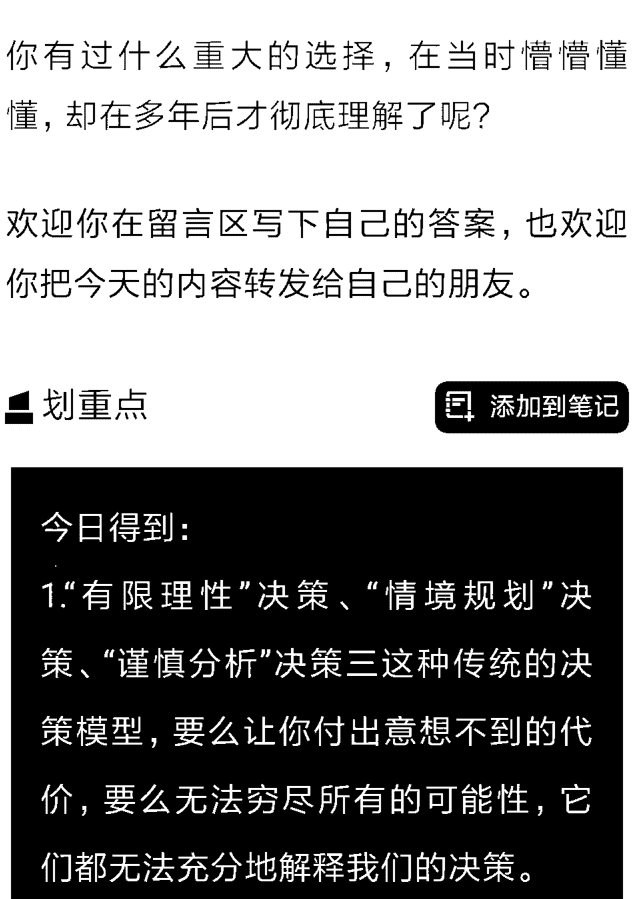 你有过什么重大的选择，在当时懵懵懂
懂，却在多年后才彻底理解了呢？
欢迎你在留言区写下自己的答案，也欢迎
你把今天的内容转发给自己的朋友。
划重点
添加到笔记
今日得到：
1.“有限理性”决策、“情境规划”决
策、“谨慎分析”决策三这种传统的决
策模型，要么让你付出意想不到的代
价，要么无法穷尽所有的可能性，它
们都无法充分地解释我们的决策。